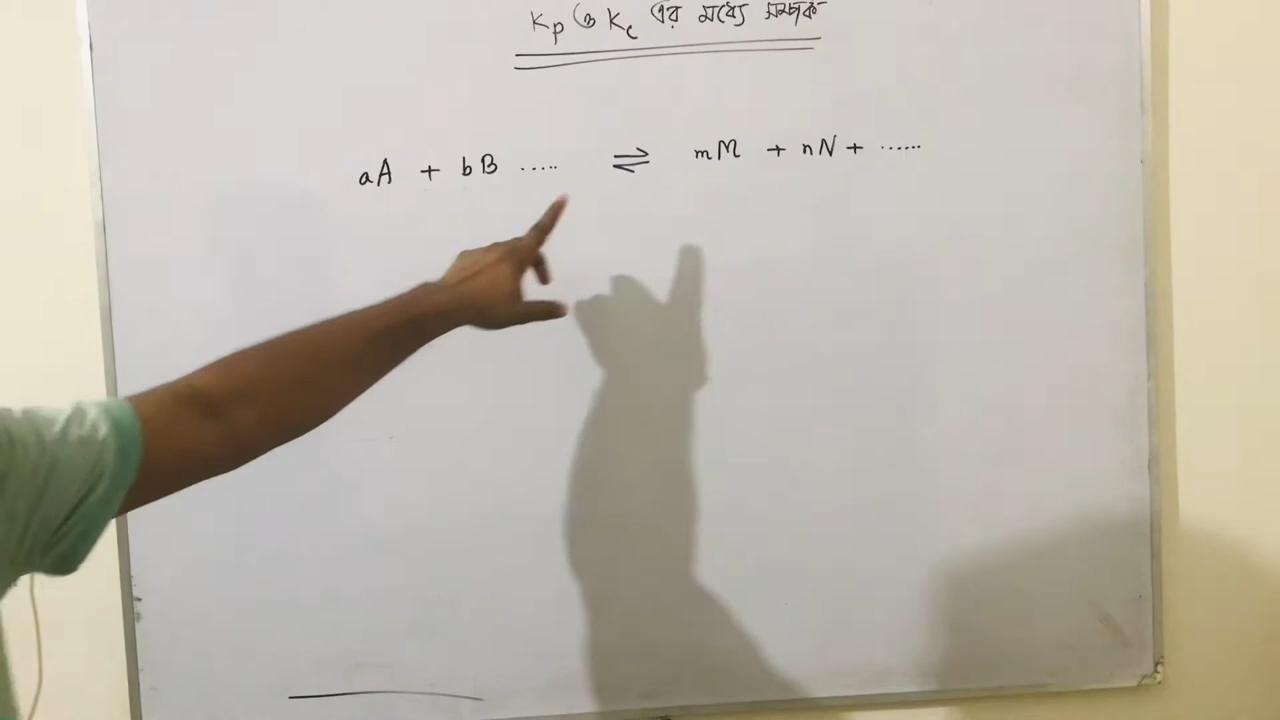 Kp ও Kc এর মধ্যে সম্পর্ক
aA + bB ..... ⇌ mM + nN + ......